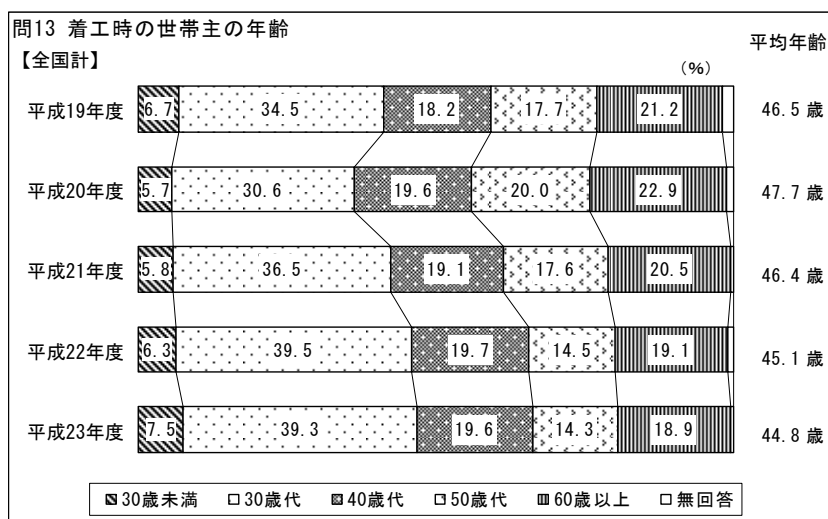 問13 着工時の世帯主の年齢
平均年齢
【全国計】
(%)
平成19年度 6.7 34.5 18.2 17.7 21.2 46.5 歳
平成20年度 5.7 30.6 19.6 20.0 22.9 47.7 歳
平成21年度 5.8 36.5 19.1 17.6 20.5 46.4 歳
平成22年度 6.3 39.5 19.7 14.5 19.1 45.1 歳
平成23年度 7.5 39.3 19.6 14.3 18.9 44.8 歳
30歳未満 30歳代 40歳代 50歳代 60歳以上 無回答